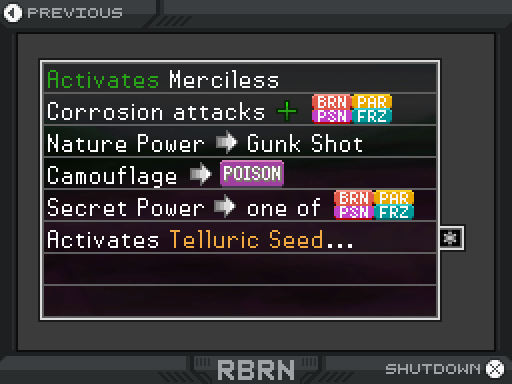 PREVIOUS
Activates Merciless
Corrosion attacks + BRN PAR PSN FRZ
Nature Power ➡ Gunk Shot
Camouflage ➡ POISON
Secret Power ➡ one of BRN PAR PSN FRZ
Activates Telluric Seed...
RBRN
SHUTDOWN